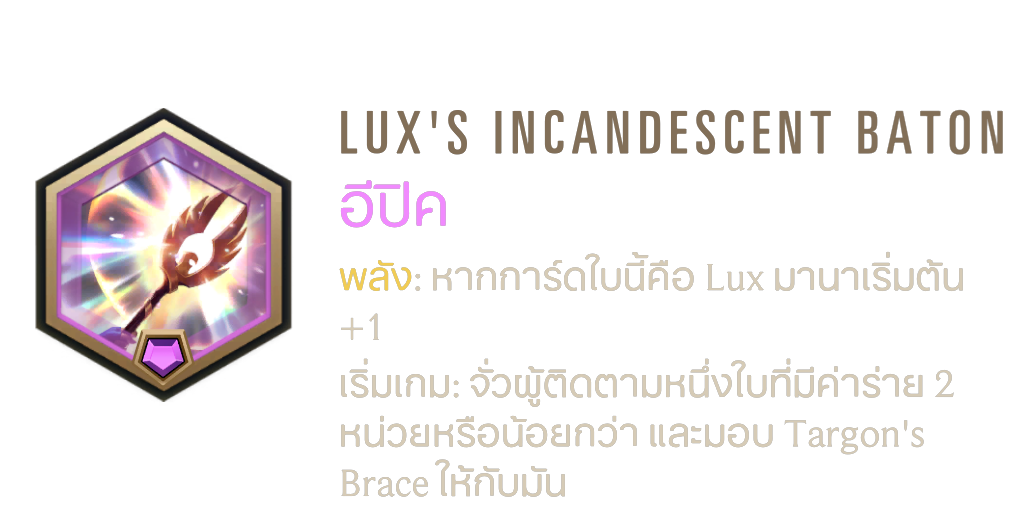 LUX'S INCANDESCENT BATON
อีปิค
พลัง: หากการ์ดใบนี้คือ Lux มานาเริ่มต้น
+1
เริ่มเกม: จั่วผู้ติดตามหนึ่งใบที่มีค่าร่าย 2
หน่วยหรือน้อยกว่า และมอบ Targon's
Brace ให้กับมัน